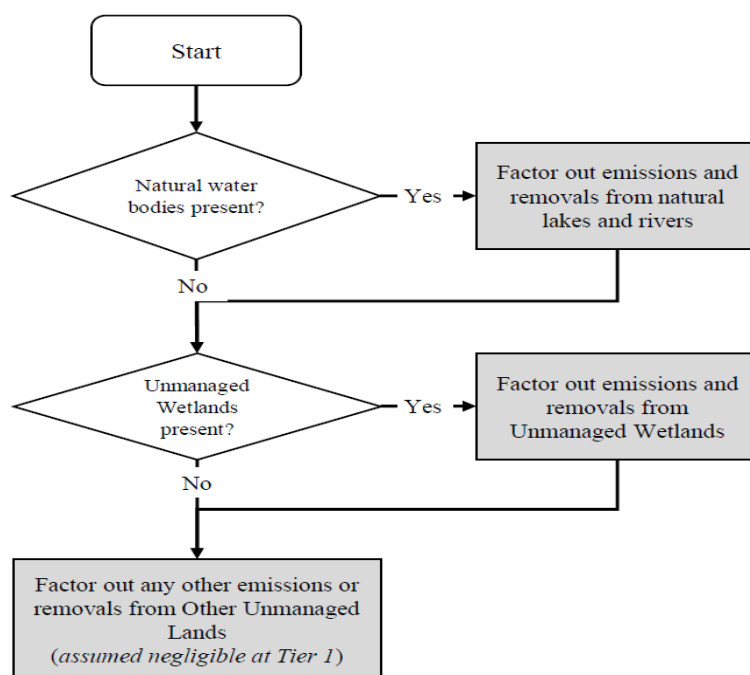 Start
Natural water
bodies present?
Yes
Factor out emissions and
removals from natural
lakes and rivers
No
Unmanaged
Wetlands
present?
Yes
Factor out emissions and
removals from
Unmanaged Wetlands
No
Factor out any other emissions or
removals from Other Unmanaged
Lands
(assumed negligible at Tier 1)